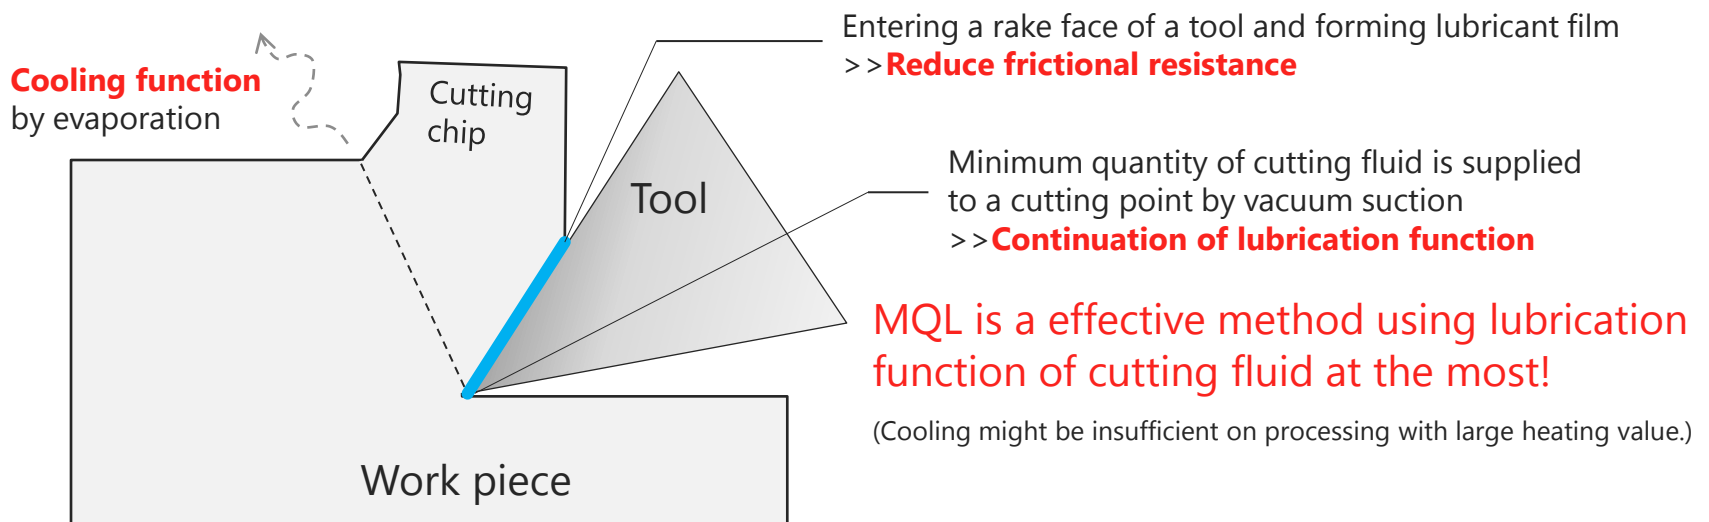 Entering a rake face of a tool and forming lubricant film
>>Reduce frictional resistance
Cooling function
by evaporation
Cutting
chip
Tool
Minimum quantity of cutting fluid is supplied
to a cutting point by vacuum suction
>>Continuation of lubrication function
MQL is a effective method using lubrication
function of cutting fluid at the most!
(Cooling might be insufficient on processing with large heating value.)
Work piece